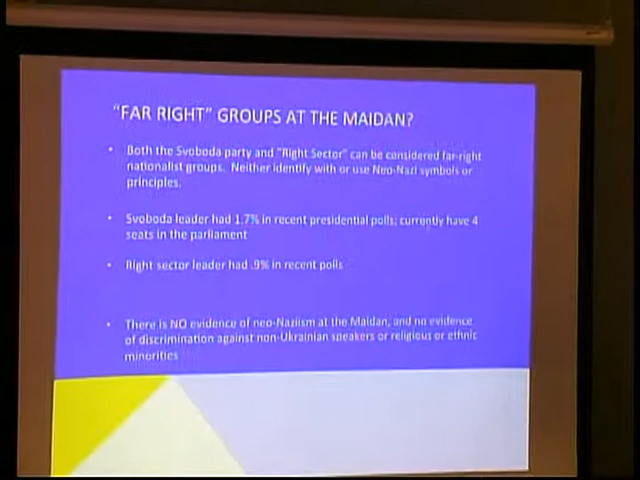 "FAR RIGHT" GROUPS AT THE MAIDAN?
• Both the Svoboda party and "Right Sector" can be considered far-right
nationalist groups. Neither identify with or use Neo-Nazi symbols or
principles.
• Svoboda leader had 1.7% in recent presidential polls; currently have 4
seats in the parliament
• Right sector leader had .9% in recent polls
• There is NO evidence of neo-Naziism at the Maidan, and no evidence
of discrimination against non-Ukrainian speakers or religious or ethnic
minorities